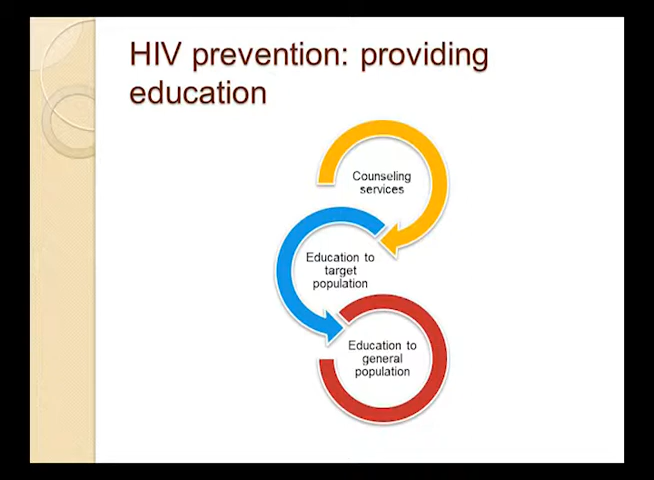 HIV prevention: providing
education
Counseling
services
Education to
target
population
Education to
general
population